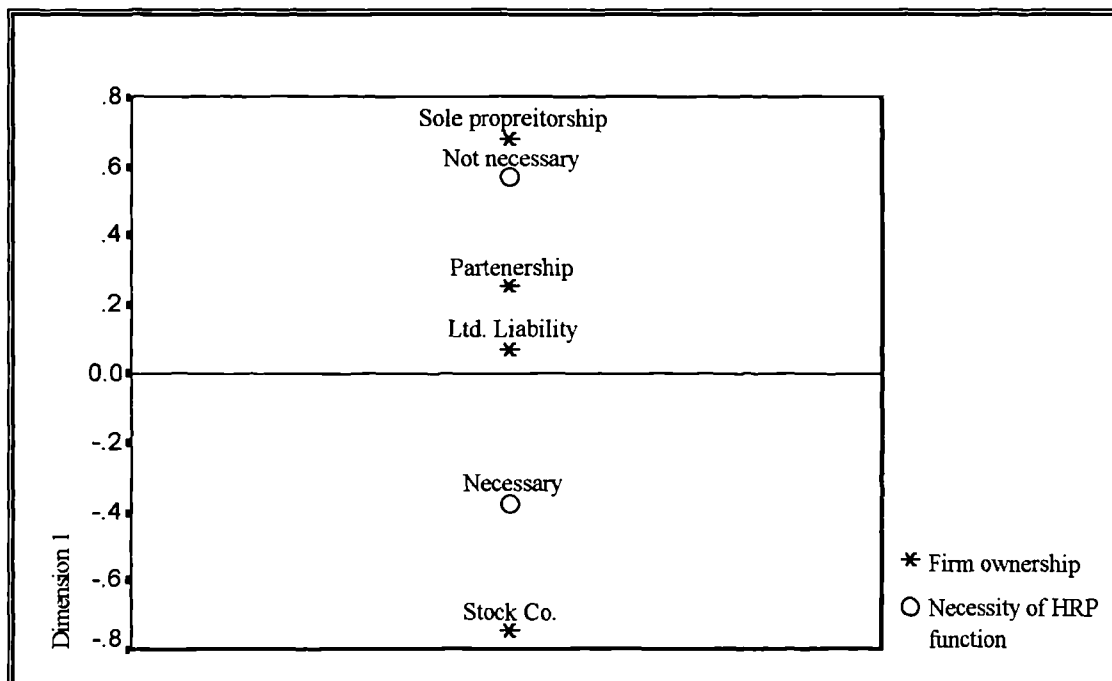 .8
Sole propreitorship
Not necessary
.6
.4
Partenership
.2
Ltd. Liability
0.0
-.2
Necessary
-.4
-.6
Stock Co.
-.8
Dimension 1
Firm ownership
Necessity of HRP
function